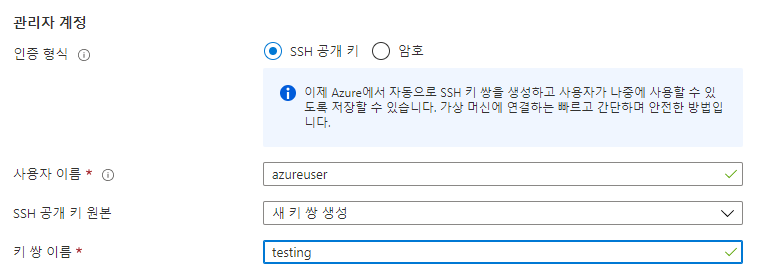 관리자 계정
인증 형식
SSH 공개 키 암호
이제 Azure에서 자동으로 SSH 키 쌍을 생성하고 사용자가 나중에 사용할 수 있
도록 저장할 수 있습니다. 가상 머신에 연결하는 빠르고 간단하며 안전한 방법입
니다.
사용자 이름 * azureuser
SSH 공개 키 원본 새 키 쌍 생성
키 쌍 이름 * testing